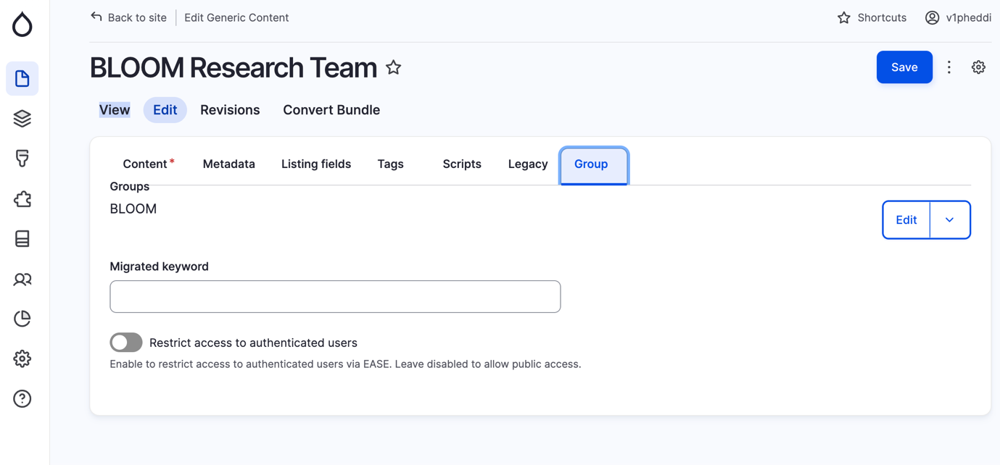 Back to site Edit Generic Content Shortcuts v1pheddi
BLOOM Research Team Save
View Edit Revisions Convert Bundle
Content * Metadata Listing fields Tags Scripts Legacy Group
Groups
BLOOM
Edit
Migrated keyword
Restrict access to authenticated users
Enable to restrict access to authenticated users via EASE. Leave disabled to allow public access.